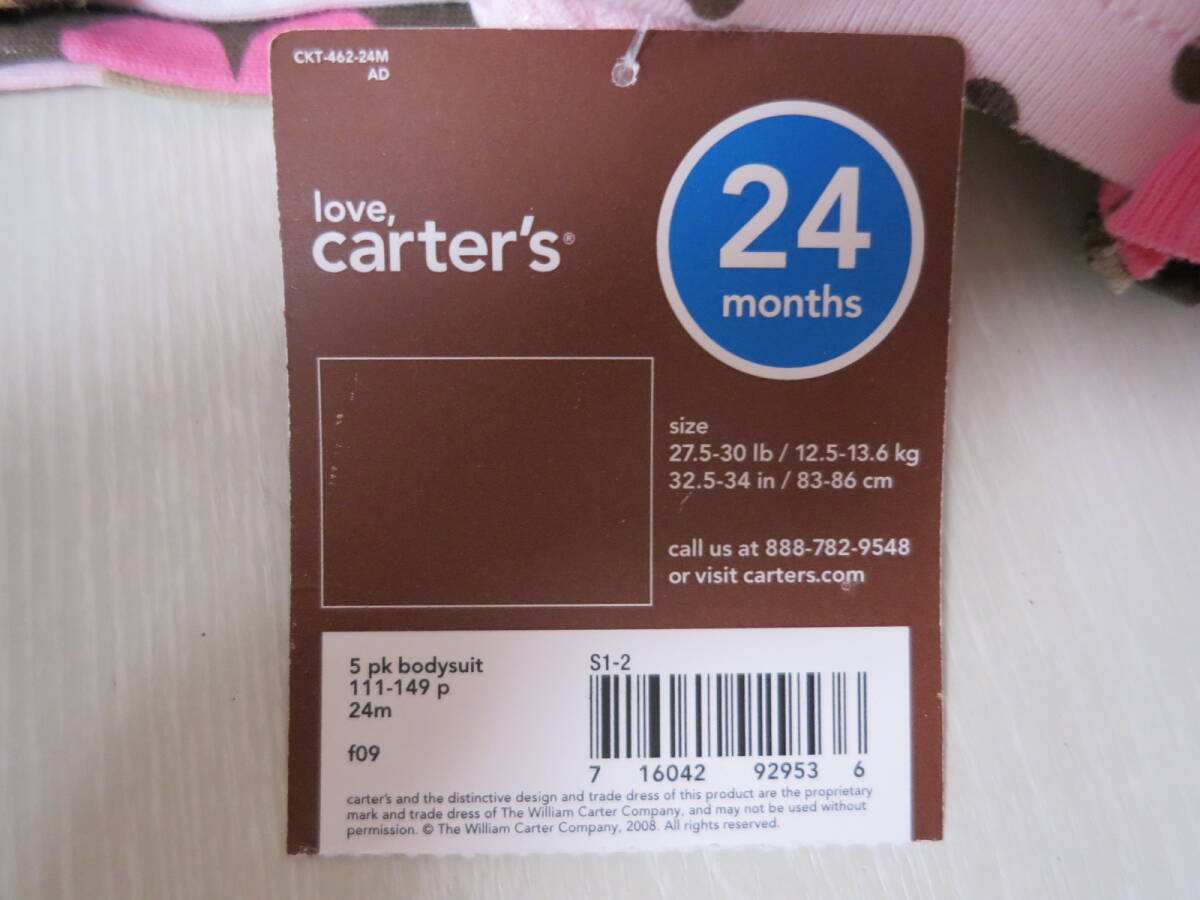 CKT-462-24M
AD
love,
carter's®
24
months
size
27.5-30 lb / 12.5-13.6 kg
32.5-34 in / 83-86 cm
call us at 888-782-9548
or visit carters.com
5 pk bodysuit
111-149 p
24m
f09
S1-2
7 16042 92953 6
carter's and the distinctive design and trade dress of this product are the proprietary
mark and trade dress of The William Carter Company, and may not be used without
permission. © The William Carter Company, 2008. All rights reserved.